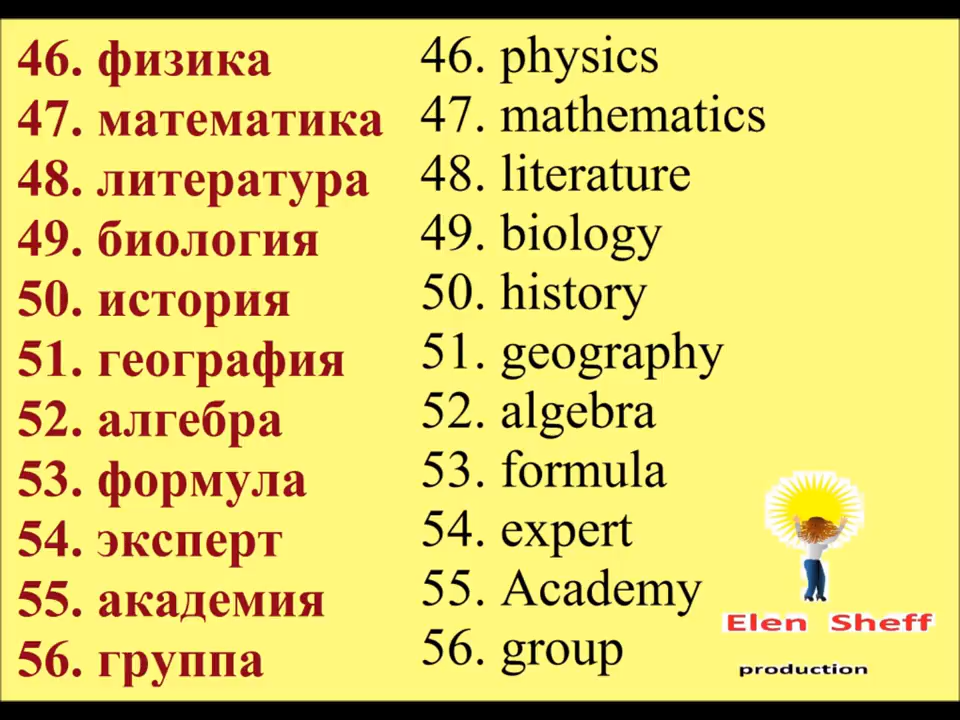 46. физика
47. математика
48. литература
49. биология
50. история
51. география
52. алгебра
53. формула
54. эксперт
55. академия
56. группа
46. physics
47. mathematics
48. literature
49. biology
50. history
51. geography
52. algebra
53. formula
54. expert
55. Academy
56. group
Elen Sheff
production